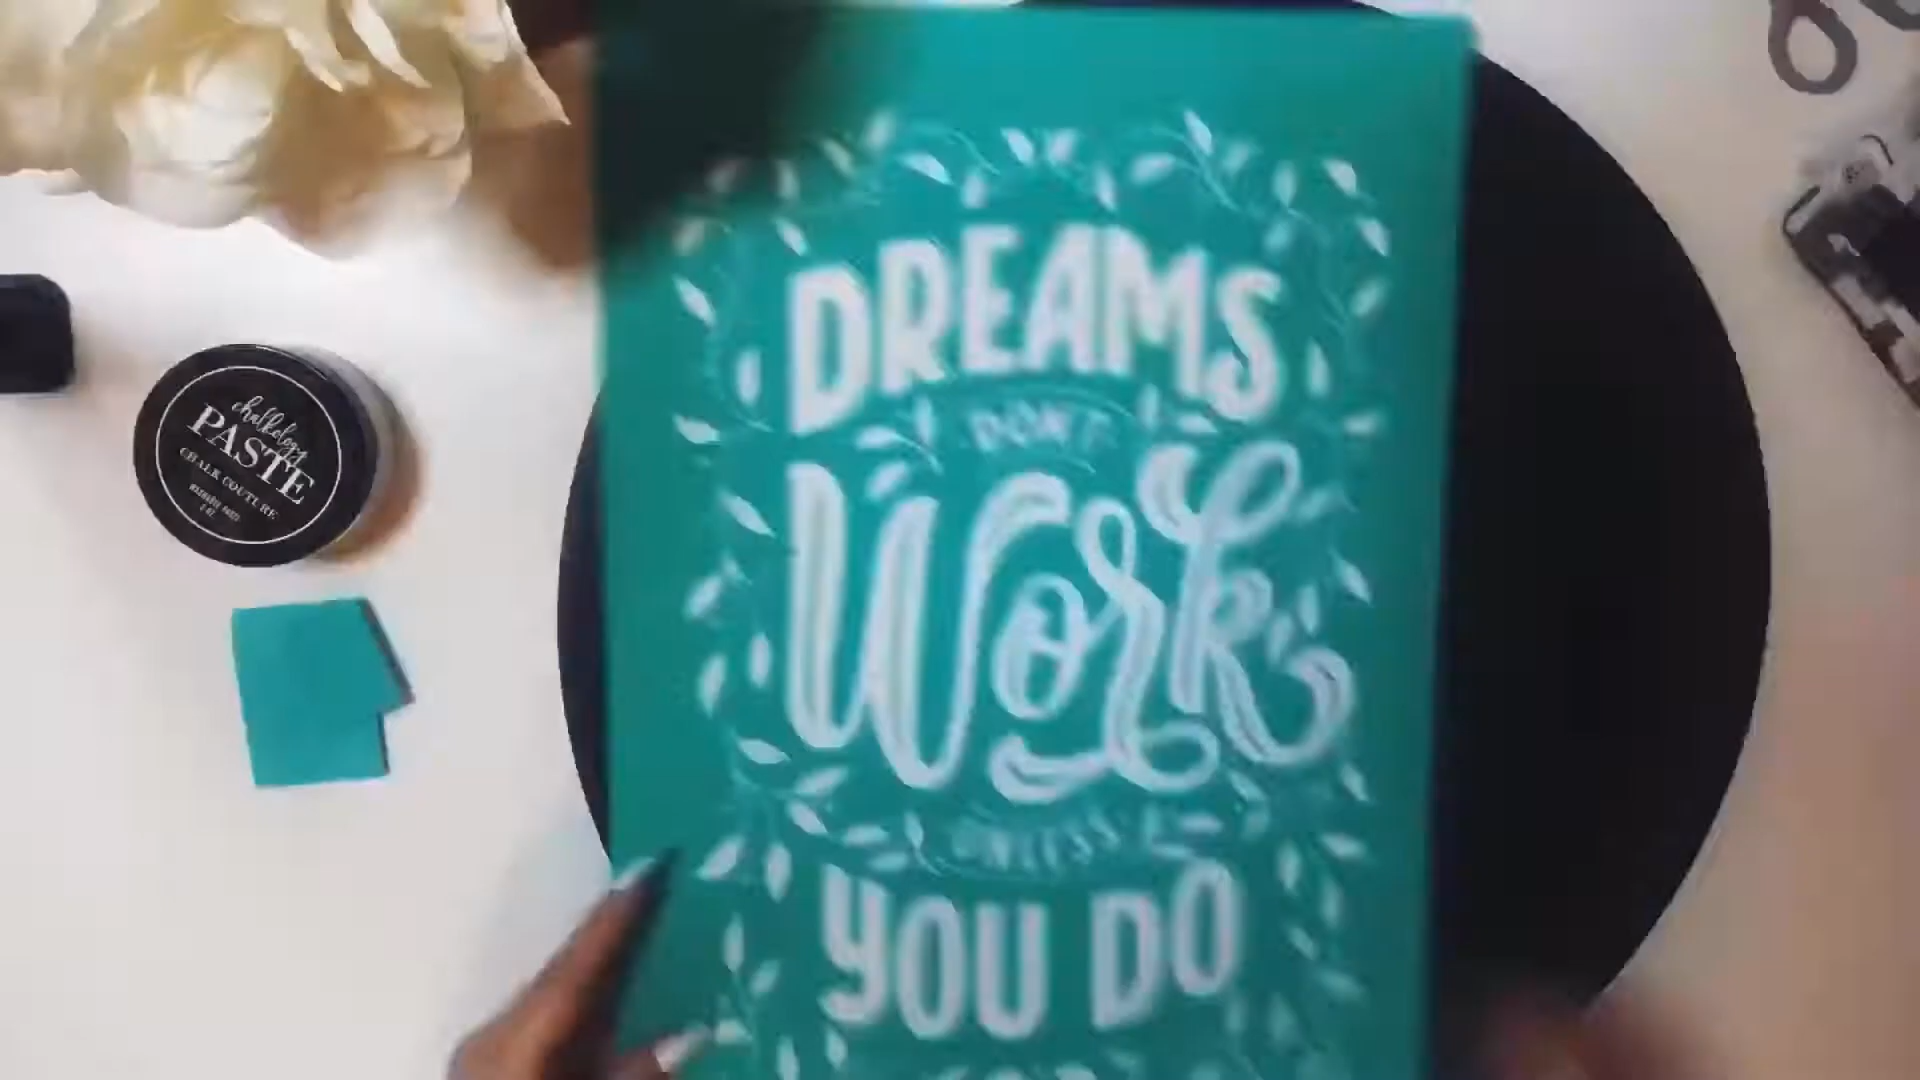 DREAMS
DON'T
Work
UNLESS
YOU DO
chalkology
PASTE
CHALK COUTURE